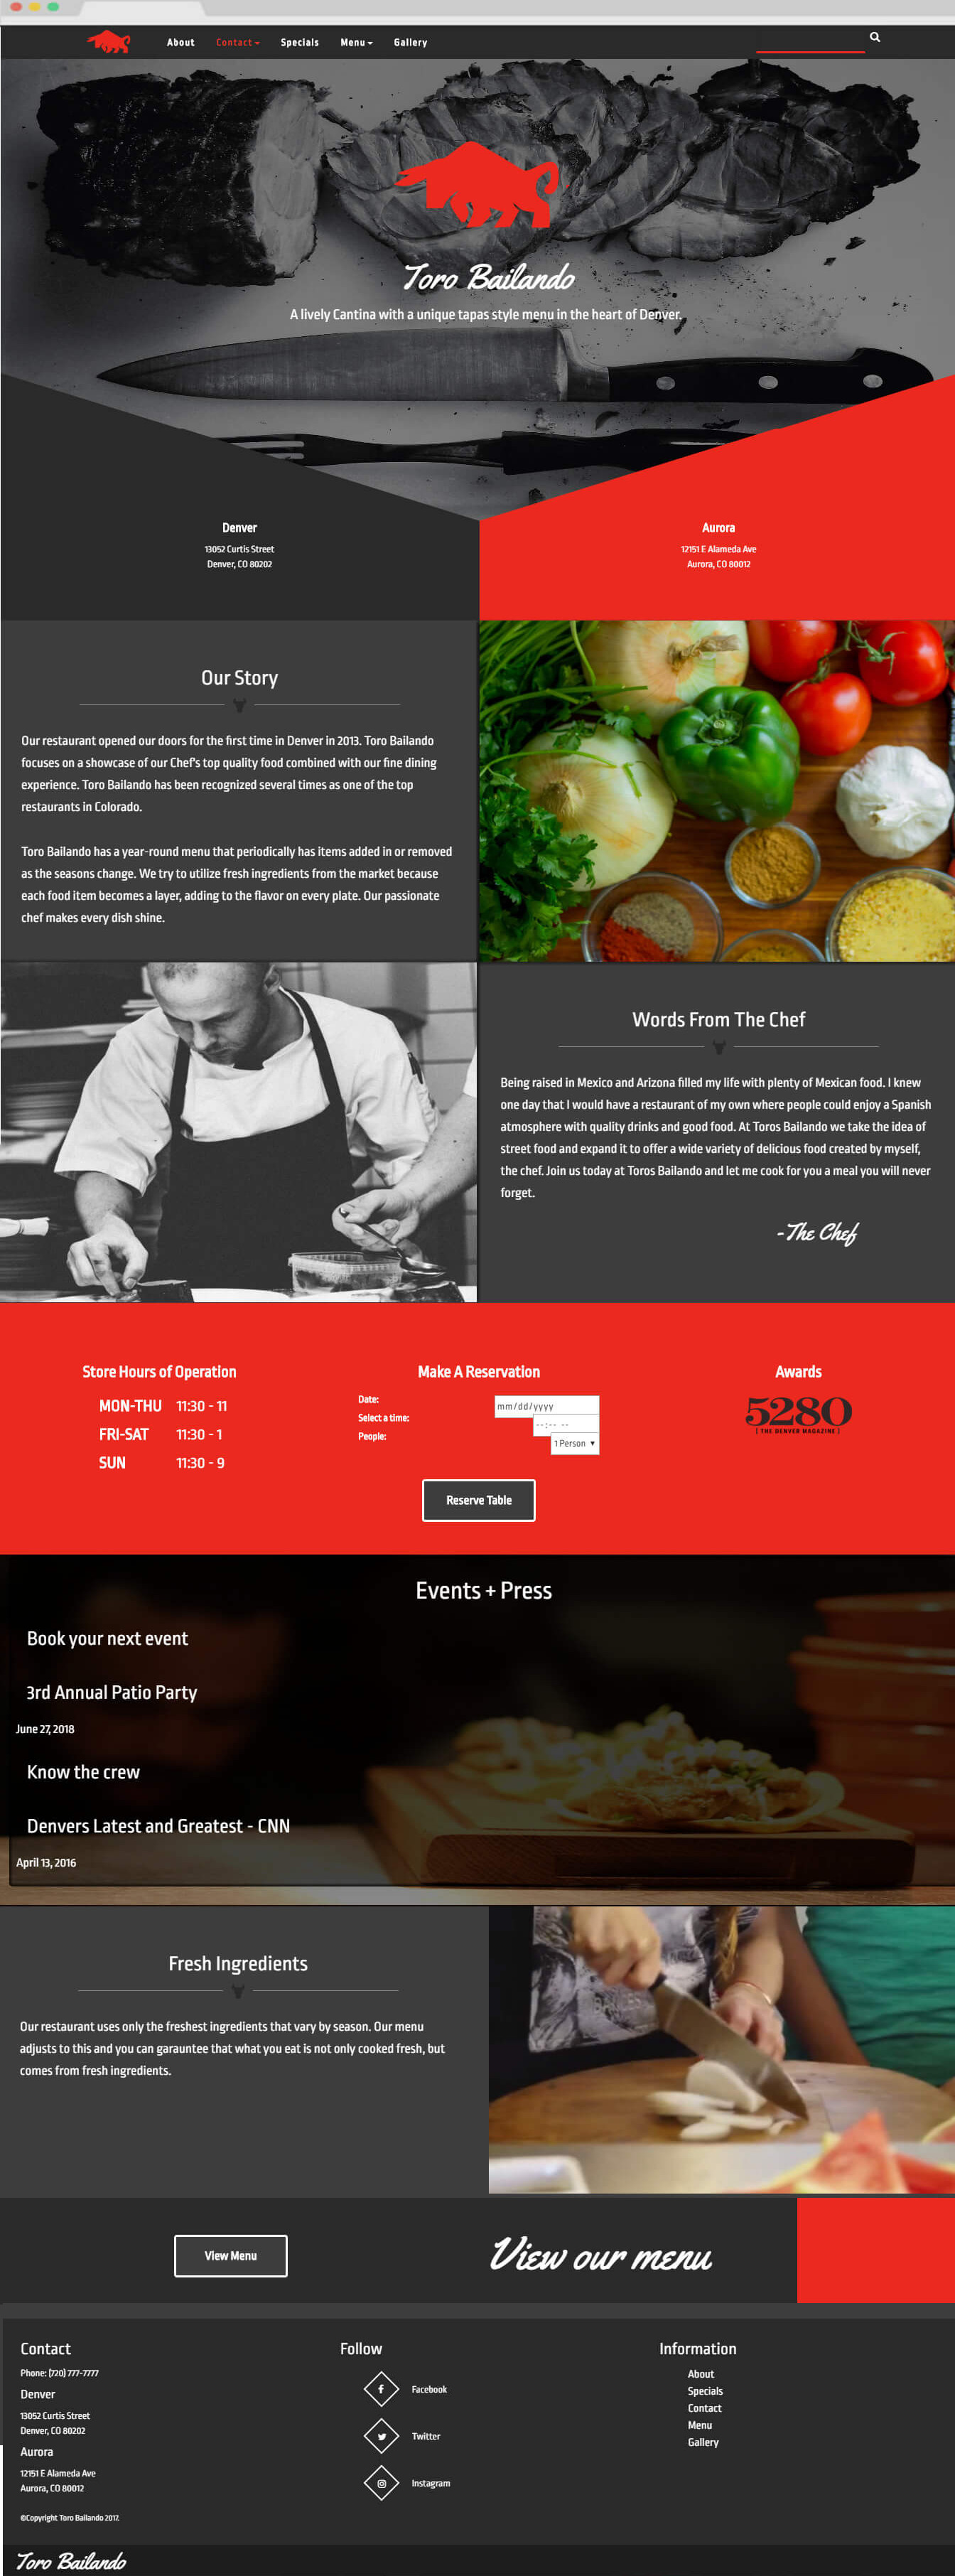 About Contact Specials Menu Gallery
Toro Bailando
A lively Cantina with a unique tapas style menu in the heart of Denver.
Denver
13052 Curtis Street
Denver, CO 80202
Aurora
12151 E Alameda Ave
Aurora, CO 80012
Our Story
Our restaurant opened our doors for the first time in Denver in 2013. Toro Bailando
focuses on a showcase of our Chef's top quality food combined with our fine dining
experience. Toro Bailando has been recognized several times as one of the top
restaurants in Colorado.
Toro Bailando has a year-round menu that periodically has items added in or removed
as the seasons change. We try to utilize fresh ingredients from the market because
each food item becomes a layer, adding to the flavor on every plate. Our passionate
chef makes every dish shine.
Words From The Chef
Being raised in Mexico and Arizona filled my life with plenty of Mexican food. I knew
one day that I would have a restaurant of my own where people could enjoy a Spanish
atmosphere with quality drinks and good food. At Toros Bailando we take the idea of
street food and expand it to offer a wide variety of delicious food created by myself,
the chef. Join us today at Toros Bailando and let me cook for you a meal you will never
forget.
-The Chef
Store Hours of Operation
MON-THU 11:30 - 11
FRI-SAT 11:30 - 1
SUN 11:30 - 9
Make A Reservation
Date: mm/dd/yyyy
Select a time: --:-- --
People: 1 Person
Reserve Table
Awards
5280
[ THE DENVER MAGAZINE ]
Events + Press
Book your next event
3rd Annual Patio Party
June 27, 2018
Know the crew
Denvers Latest and Greatest - CNN
April 13, 2016
Fresh Ingredients
Our restaurant uses only the freshest ingredients that vary by season. Our menu
adjusts to this and you can garauntee that what you eat is not only cooked fresh, but
comes from fresh ingredients.
View Menu
View our menu
Contact
Phone: (720) 777-7777
Denver
13052 Curtis Street
Denver, CO 80202
Aurora
12151 E Alameda Ave
Aurora, CO 80012
©Copyright Toro Bailando 2017.
Follow
Facebook
Twitter
Instagram
Information
About
Specials
Contact
Menu
Gallery
Toro Bailando